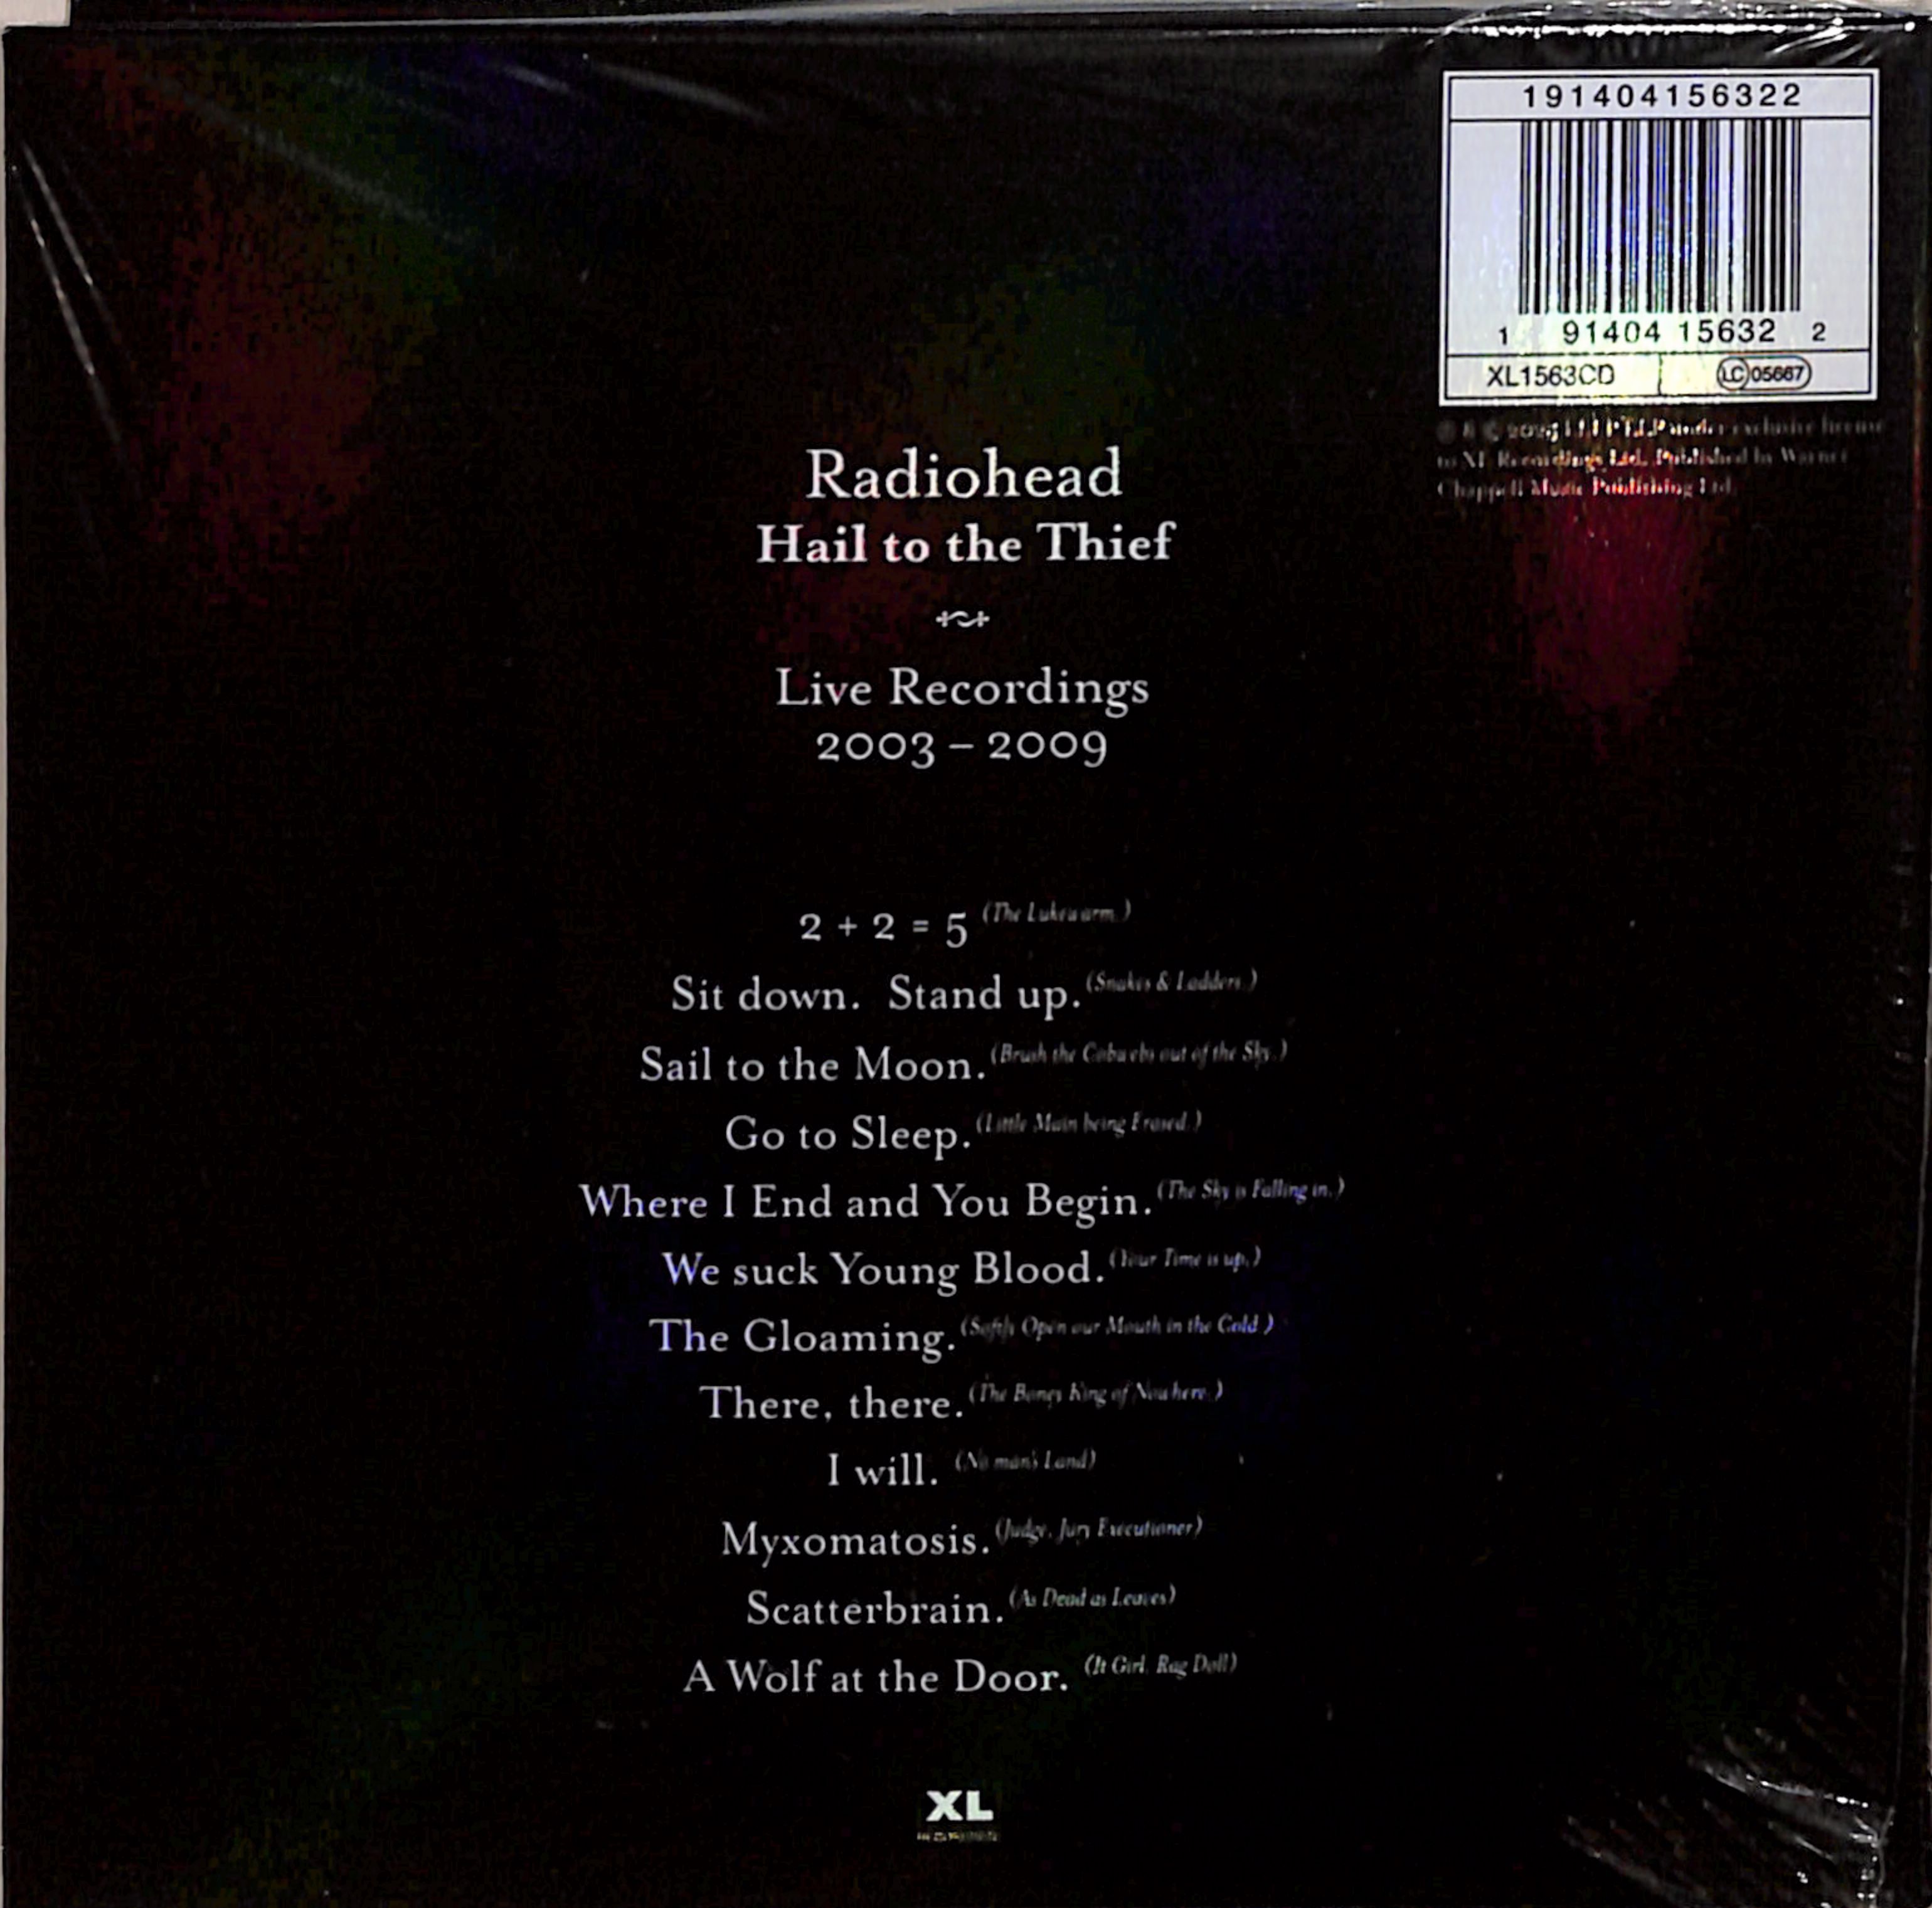 191404156322
1 91404 15632 2
XL1563CD LC 05667
& © 2025 LLLPLLP under exclusive license
to XL Recordings Ltd. Published by Warner
Chappell Music Publishing Ltd.
Radiohead
Hail to the Thief
Live Recordings
2003 – 2009
2 + 2 = 5 (The Lukewarm.)
Sit down. Stand up. (Snakes & Ladders.)
Sail to the Moon. (Brush the Cobwebs out of the Sky.)
Go to Sleep. (Little Man being Erased.)
Where I End and You Begin. (The Sky is Falling in.)
We suck Young Blood. (Your Time is up.)
The Gloaming. (Softly Open our Mouth in the Cold.)
There, there. (The Boney King of Nowhere.)
I will. (No man's Land)
Myxomatosis. (Judge, Jury Executioner)
Scatterbrain. (As Dead as Leaves)
A Wolf at the Door. (It Girl. Rag Doll)
XL